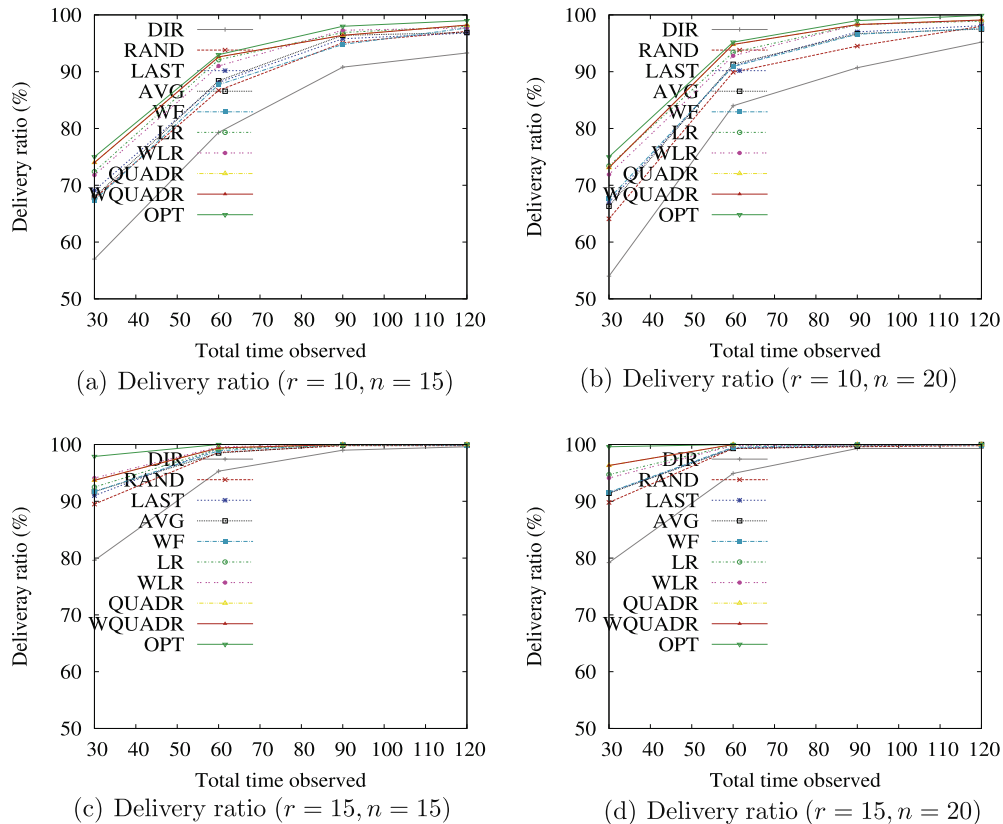 Delivery ratio (%)
100
90
80
70
60
50
DIR
RAND
LAST
AVG
WF
LR
WLR
QUADR
WQUADR
OPT
30 40 50 60 70 80 90 100 110 120
Total time observed
(a) Delivery ratio (r = 10, n = 15)
Deliveray ratio (%)
100
90
80
70
60
50
DIR
RAND
LAST
AVG
WF
LR
WLR
QUADR
WQUADR
OPT
30 40 50 60 70 80 90 100 110 120
Total time observed
(b) Delivery ratio (r = 10, n = 20)
Delivery ratio (%)
100
90
80
70
60
50
DIR
RAND
LAST
AVG
WF
LR
WLR
QUADR
WQUADR
OPT
30 40 50 60 70 80 90 100 110 120
Total time observed
(c) Delivery ratio (r = 15, n = 15)
Deliveray ratio (%)
100
90
80
70
60
50
DIR
RAND
LAST
AVG
WF
LR
WLR
QUADR
WQUADR
OPT
30 40 50 60 70 80 90 100 110 120
Total time observed
(d) Delivery ratio (r = 15, n = 20)